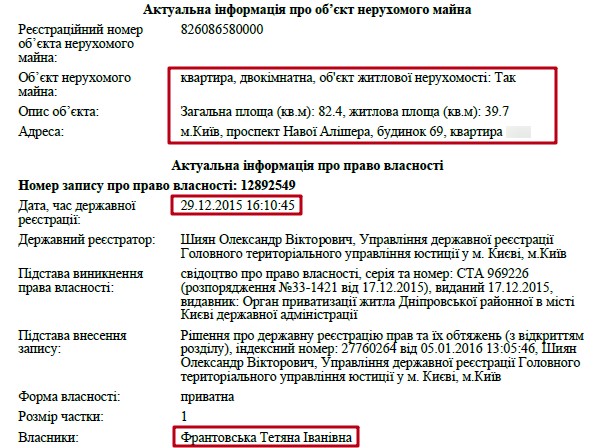 Актуальна інформація про об’єкт нерухомого майна
Реєстраційний номер
об’єкта нерухомого
майна:
826086580000
Об’єкт нерухомого
майна:
квартира, двокімнатна, об'єкт житлової нерухомості: Так
Опис об’єкта:
Загальна площа (кв.м): 82.4, житлова площа (кв.м): 39.7
Адреса:
м.Київ, проспект Навої Алішера, будинок 69, квартира
Актуальна інформація про право власності
Номер запису про право власності: 12892549
Дата, час державної
реєстрації:
29.12.2015 16:10:45
Державний реєстратор:
Шиян Олександр Вікторович, Управління державної реєстрації
Головного територіального управління юстиції у м. Києві, м.Київ
Підстава виникнення
права власності:
свідоцтво про право власності, серія та номер: СТА 969226
(розпорядження №33-1421 від 17.12.2015), виданий 17.12.2015,
видавник: Орган приватизації житла Дніпровської районної в місті
Києві державної адміністрації
Підстава внесення
запису:
Рішення про державну реєстрацію прав та їх обтяжень (з відкриттям
розділу), індексний номер: 27760264 від 05.01.2016 13:05:46, Шиян
Олександр Вікторович, Управління державної реєстрації Головного
територіального управління юстиції у м. Києві, м.Київ
Форма власності:
приватна
Розмір частки:
1
Власники:
Франтовська Тетяна Іванівна